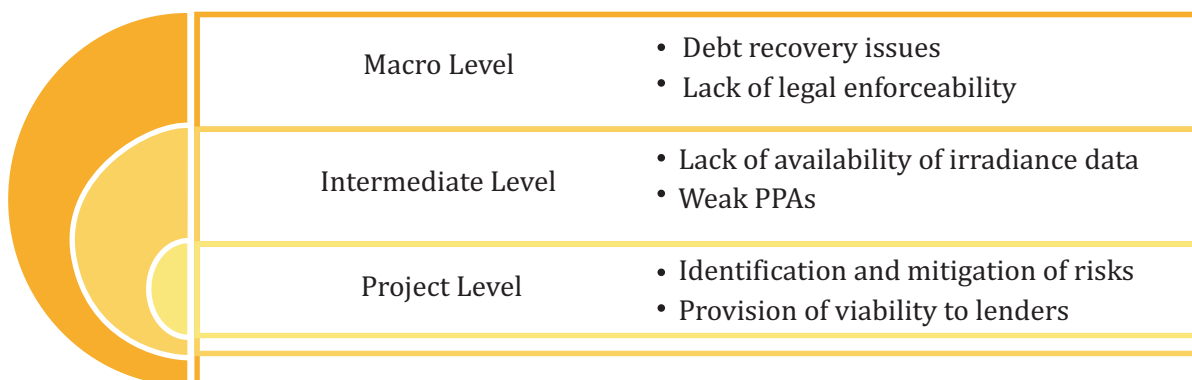 Macro Level
• Debt recovery issues
• Lack of legal enforceability
Intermediate Level
• Lack of availability of irradiance data
• Weak PPAs
Project Level
• Identification and mitigation of risks
• Provision of viability to lenders